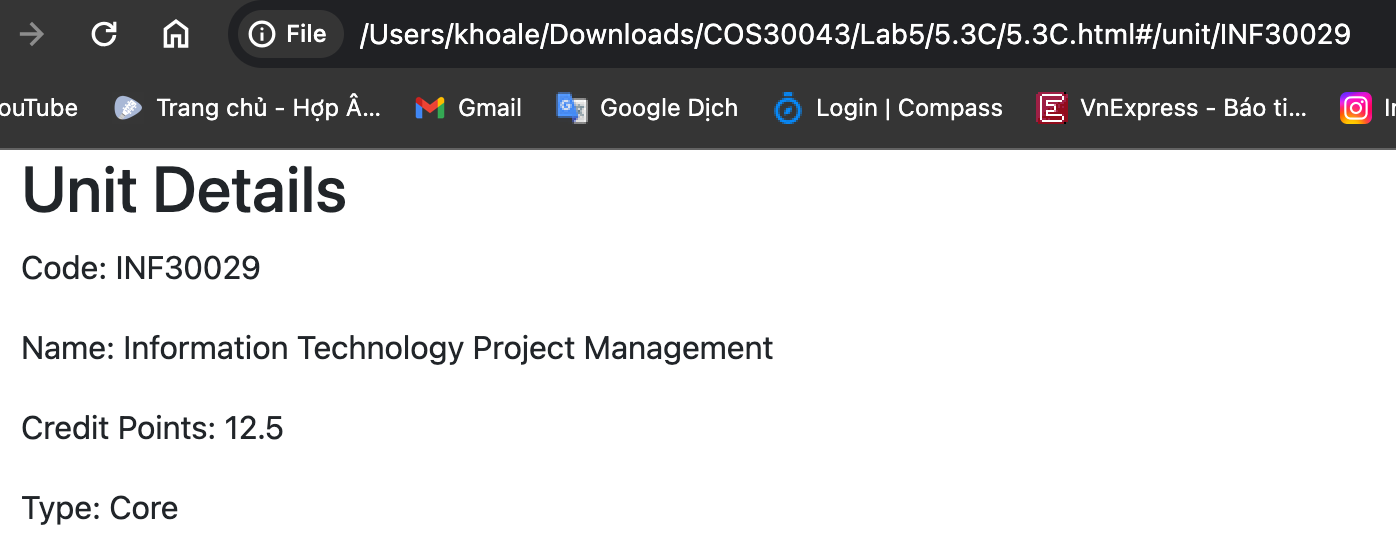 File /Users/khoale/Downloads/COS30043/Lab5/5.3C/5.3C.html#/unit/INF30029
ouTube Trang chủ - Hợp Â... Gmail Google Dịch Login | Compass VnExpress - Báo ti... In
Unit Details
Code: INF30029
Name: Information Technology Project Management
Credit Points: 12.5
Type: Core